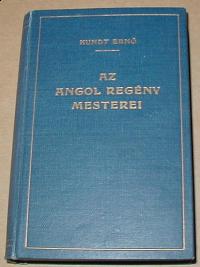 KUNDT ERNŐ
AZ
ANGOL REGÉNY
MESTEREI